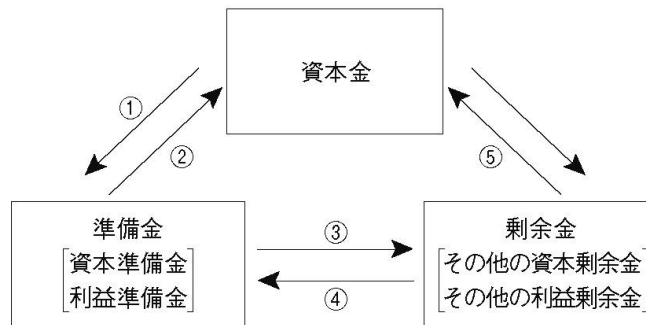 資本金
①
②
⑤
準備金
[資本準備金
利益準備金]
③
④
剰余金
[その他の資本剰余金
その他の利益剰余金]